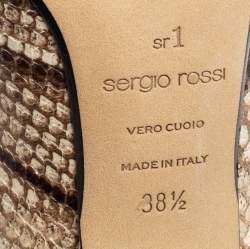 sr1
sergio rossi
VERO CUOIO
MADE IN ITALY
38½